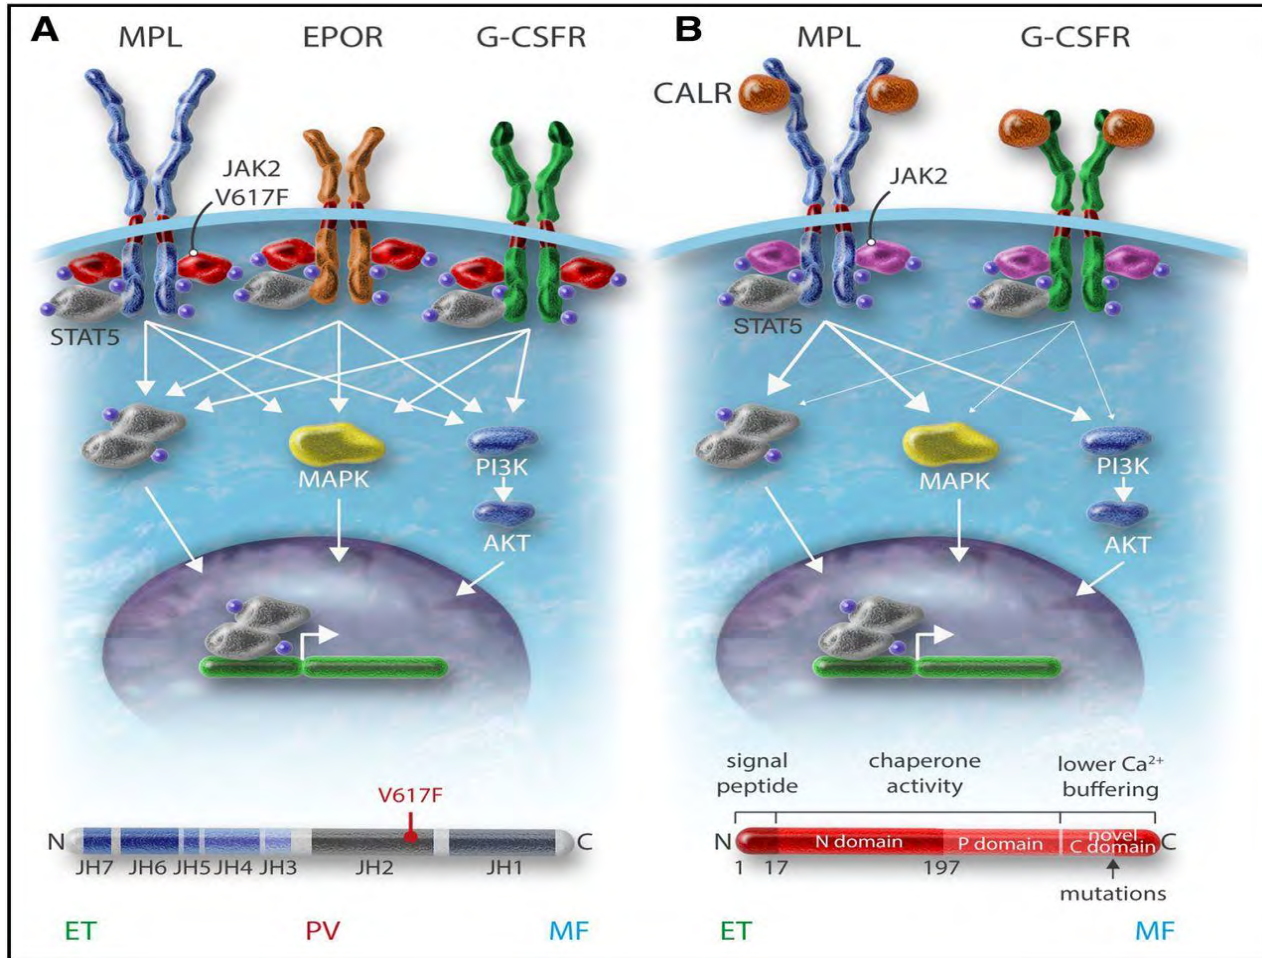 A
MPL
EPOR
G-CSFR
JAK2
V617F
STAT5
MAPK
PI3K
AKT
V617F
N
C
JH7
JH6
JH5
JH4
JH3
JH2
JH1
ET
PV
MF
B
MPL
G-CSFR
CALR
JAK2
STAT5
MAPK
PI3K
AKT
signal
peptide
chaperone
activity
lower Ca²⁺
buffering
N
N domain
P domain
novel
C domain
C
1
17
197
mutations
ET
MF